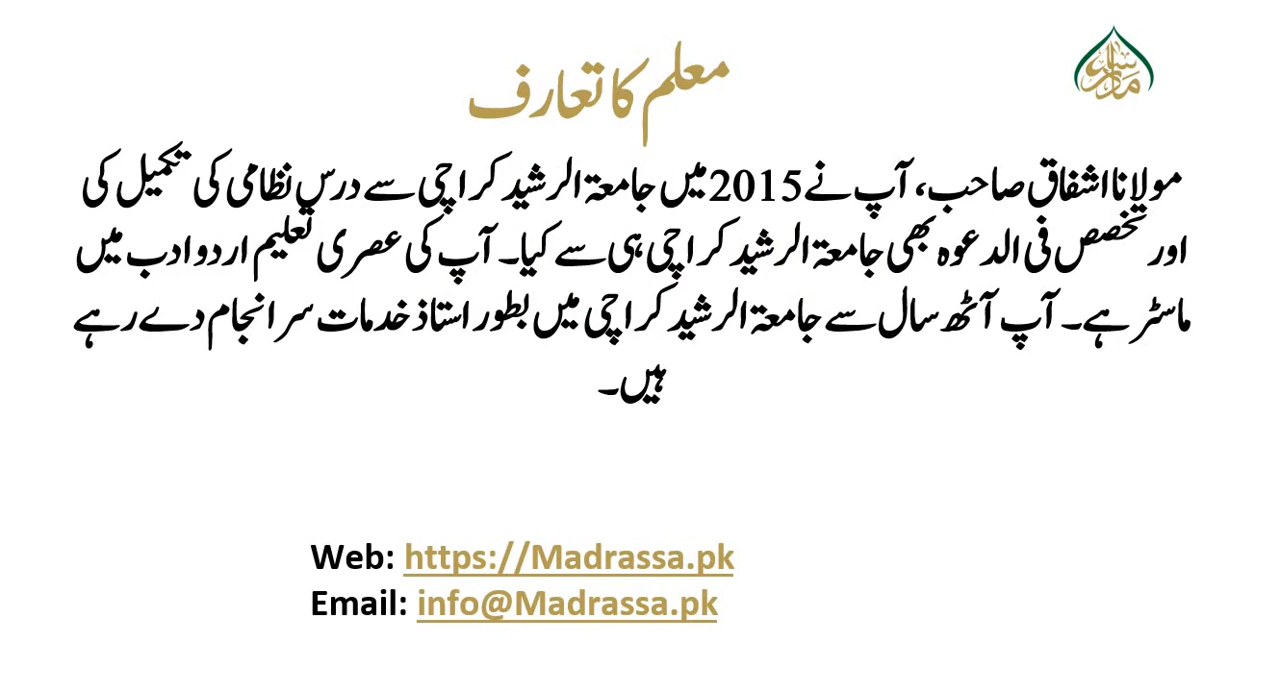 معلم کا تعارف
مولانا اشفاق صاحب، آپ نے 2015 میں جامعۃ الرشید کراچی سے درس نظامی کی تکمیل کی
اور تخصص فی الدعوہ بھی جامعۃ الرشید کراچی ہی سے کیا۔ آپ کی عصری تعلیم اردو ادب میں
ماسٹر ہے۔ آپ آٹھ سال سے جامعۃ الرشید کراچی میں بطور استاذ خدمات سر انجام دے رہے
ہیں۔
Web: https://Madrassa.pk
Email: info@Madrassa.pk